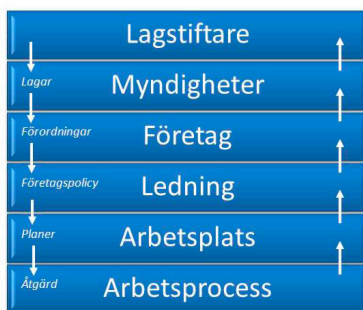 Lagstiftare
Lagar
Myndigheter
Förordningar
Företag
Företagspolicy
Ledning
Planer
Arbetsplats
Åtgärd
Arbetsprocess